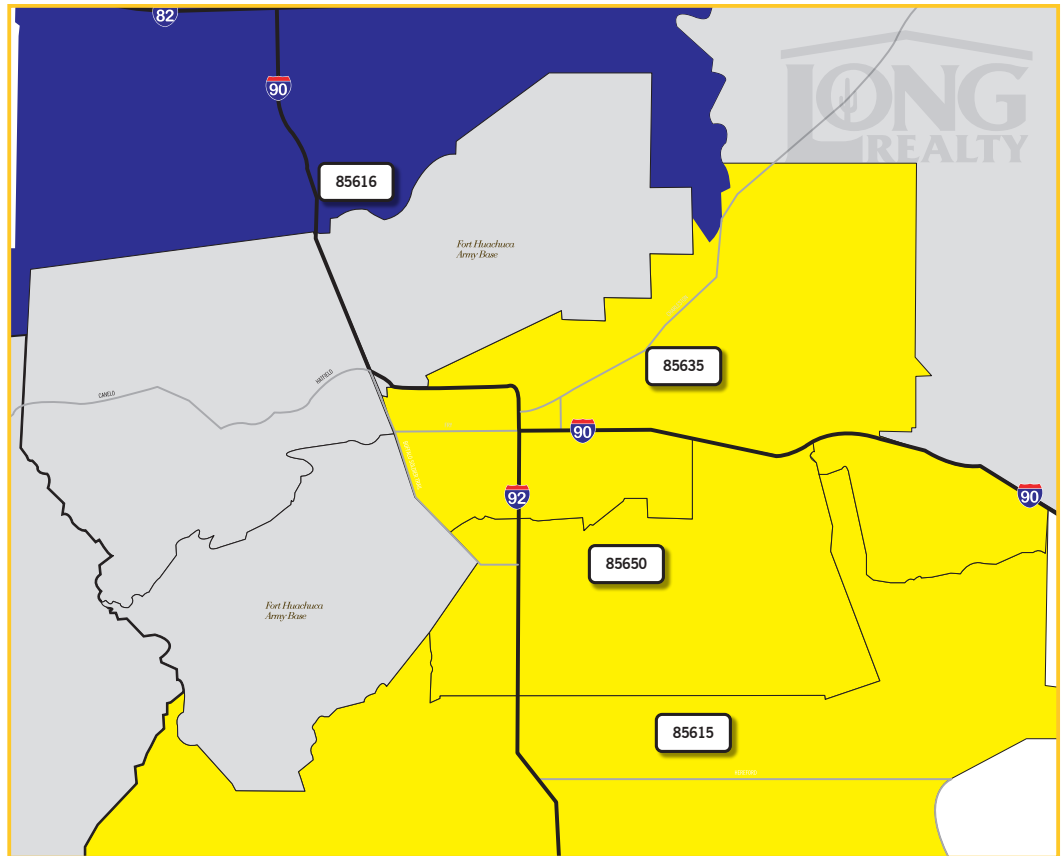 82
90
LONG
REALTY
85616
Fort Huachuca
Army Base
85635
HATFIELD
CANELO
90
92
90
85650
Fort Huachuca
Army Base
85615
HEREFORD